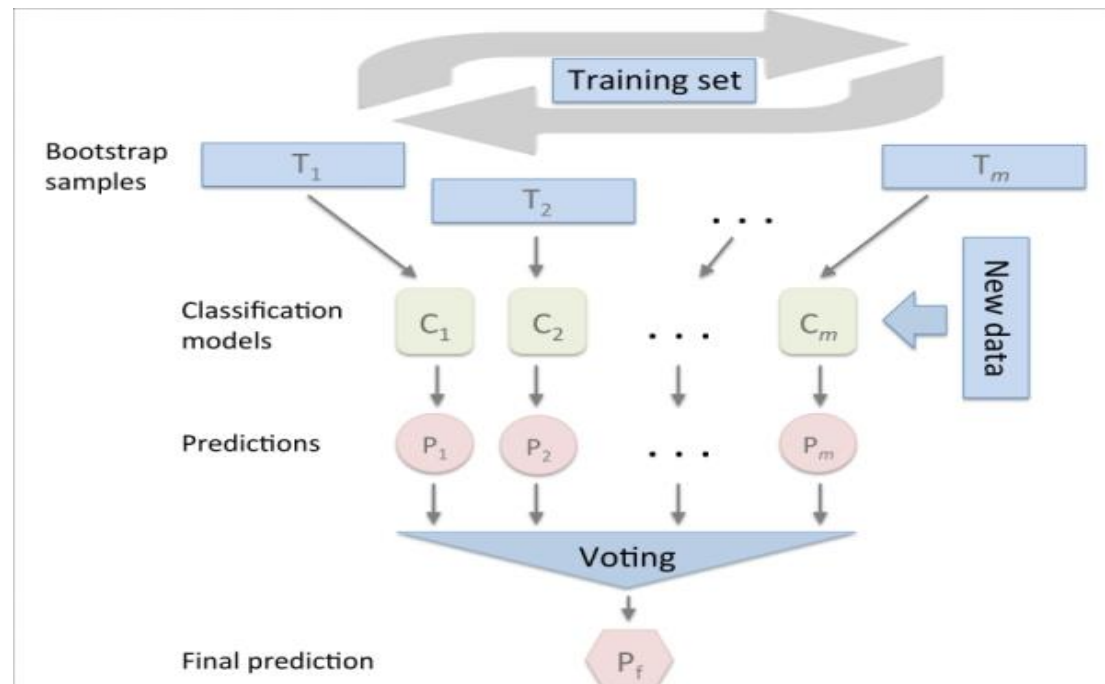 Training set
Bootstrap
samples
T₁
T₂
. . .
Tₘ
New data
Classification
models
C₁
C₂
. . .
Cₘ
Predictions
P₁
P₂
. . .
Pₘ
Voting
Final prediction
P_f